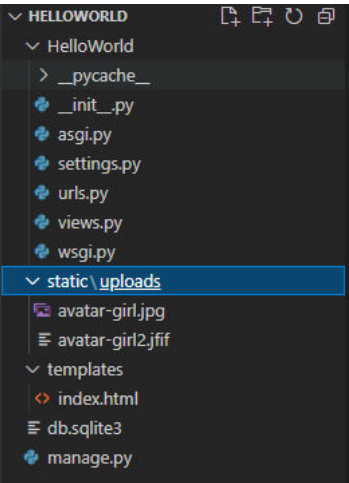 HELLOWORLD
HelloWorld
__pycache__
__init__.py
asgi.py
settings.py
urls.py
views.py
wsgi.py
static\uploads
avatar-girl.jpg
avatar-girl2.jfif
templates
index.html
db.sqlite3
manage.py